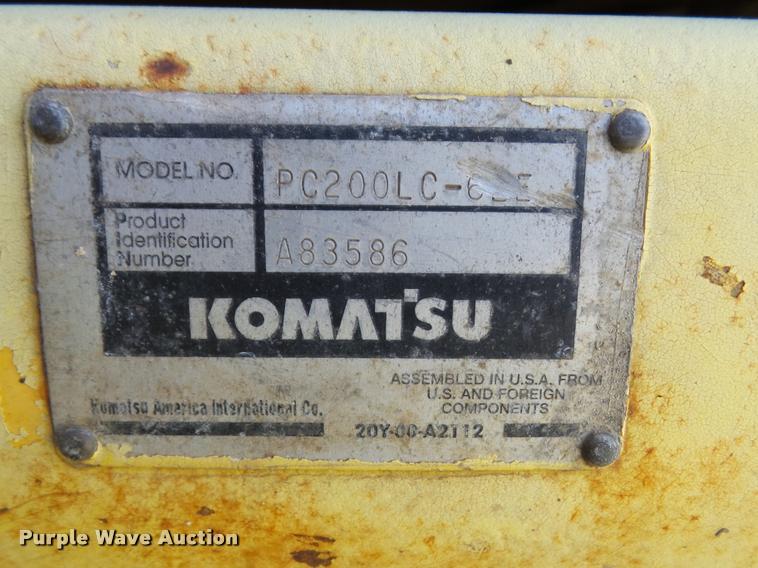 MODEL NO. PC200LC-6LE
Product
Identification
Number
A83586
KOMATSU
ASSEMBLED IN U.S.A. FROM
U.S. AND FOREIGN
COMPONENTS
Komatsu America International Co.
20Y-00-A2112
Purple Wave Auction